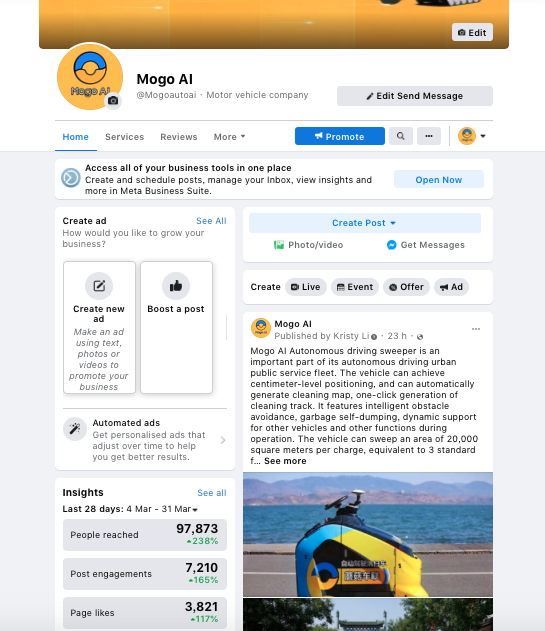 Edit
Mogo AI
Mogo AI
@Mogoautoai · Motor vehicle company
Edit Send Message
Home
Services
Reviews
More
Promote
Access all of your business tools in one place
Create and schedule posts, manage your Inbox, view insights and
more in Meta Business Suite.
Open Now
Create ad
See All
How would you like to grow your
business?
Create new
ad
Make an ad
using text,
photos or
videos to
promote your
business
Boost a post
Automated ads
Get personalised ads that
adjust over time to help
you get better results.
Insights
See all
Last 28 days: 4 Mar - 31 Mar
People reached
97,873
238%
Post engagements
7,210
165%
Page likes
3,821
117%
Create Post
Photo/video
Get Messages
Create
Live
Event
Offer
Ad
Mogo AI
Published by Kristy Li · 23 h ·
Mogo AI Autonomous driving sweeper is an
important part of its autonomous driving urban
public service fleet. The vehicle can achieve
centimeter-level positioning, and can automatically
generate cleaning map, one-click generation of
cleaning track. It features intelligent obstacle
avoidance, garbage self-dumping, dynamic support
for other vehicles and other functions during
operation. The vehicle can sweep an area of 20,000
square meters per charge, equivalent to 3 standard
f... See more
蘑菇车联